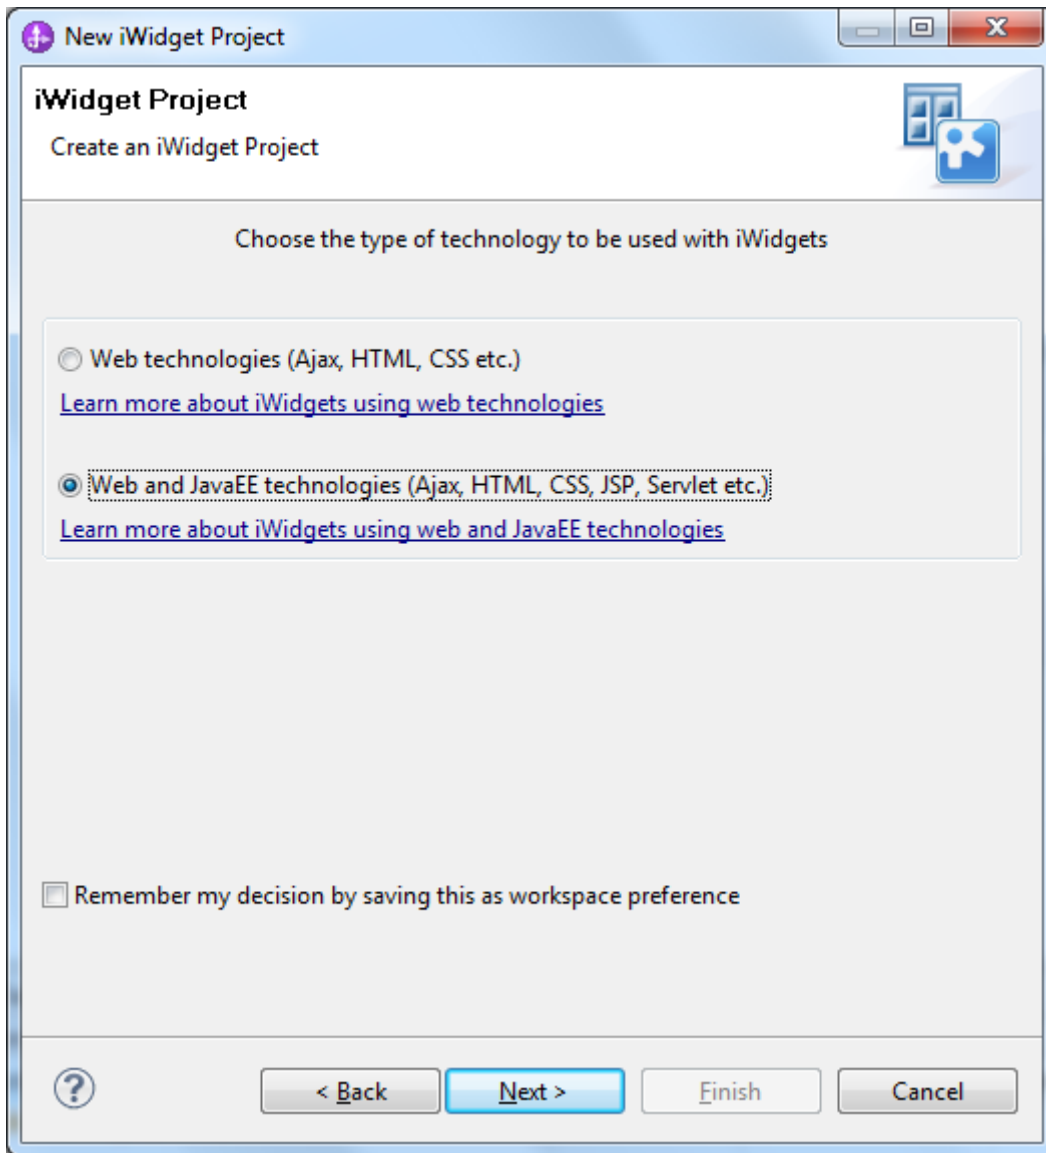 New iWidget Project
iWidget Project
Create an iWidget Project
Choose the type of technology to be used with iWidgets
Web technologies (Ajax, HTML, CSS etc.)
Learn more about iWidgets using web technologies
Web and JavaEE technologies (Ajax, HTML, CSS, JSP, Servlet etc.)
Learn more about iWidgets using web and JavaEE technologies
Remember my decision by saving this as workspace preference
? < Back Next > Finish Cancel